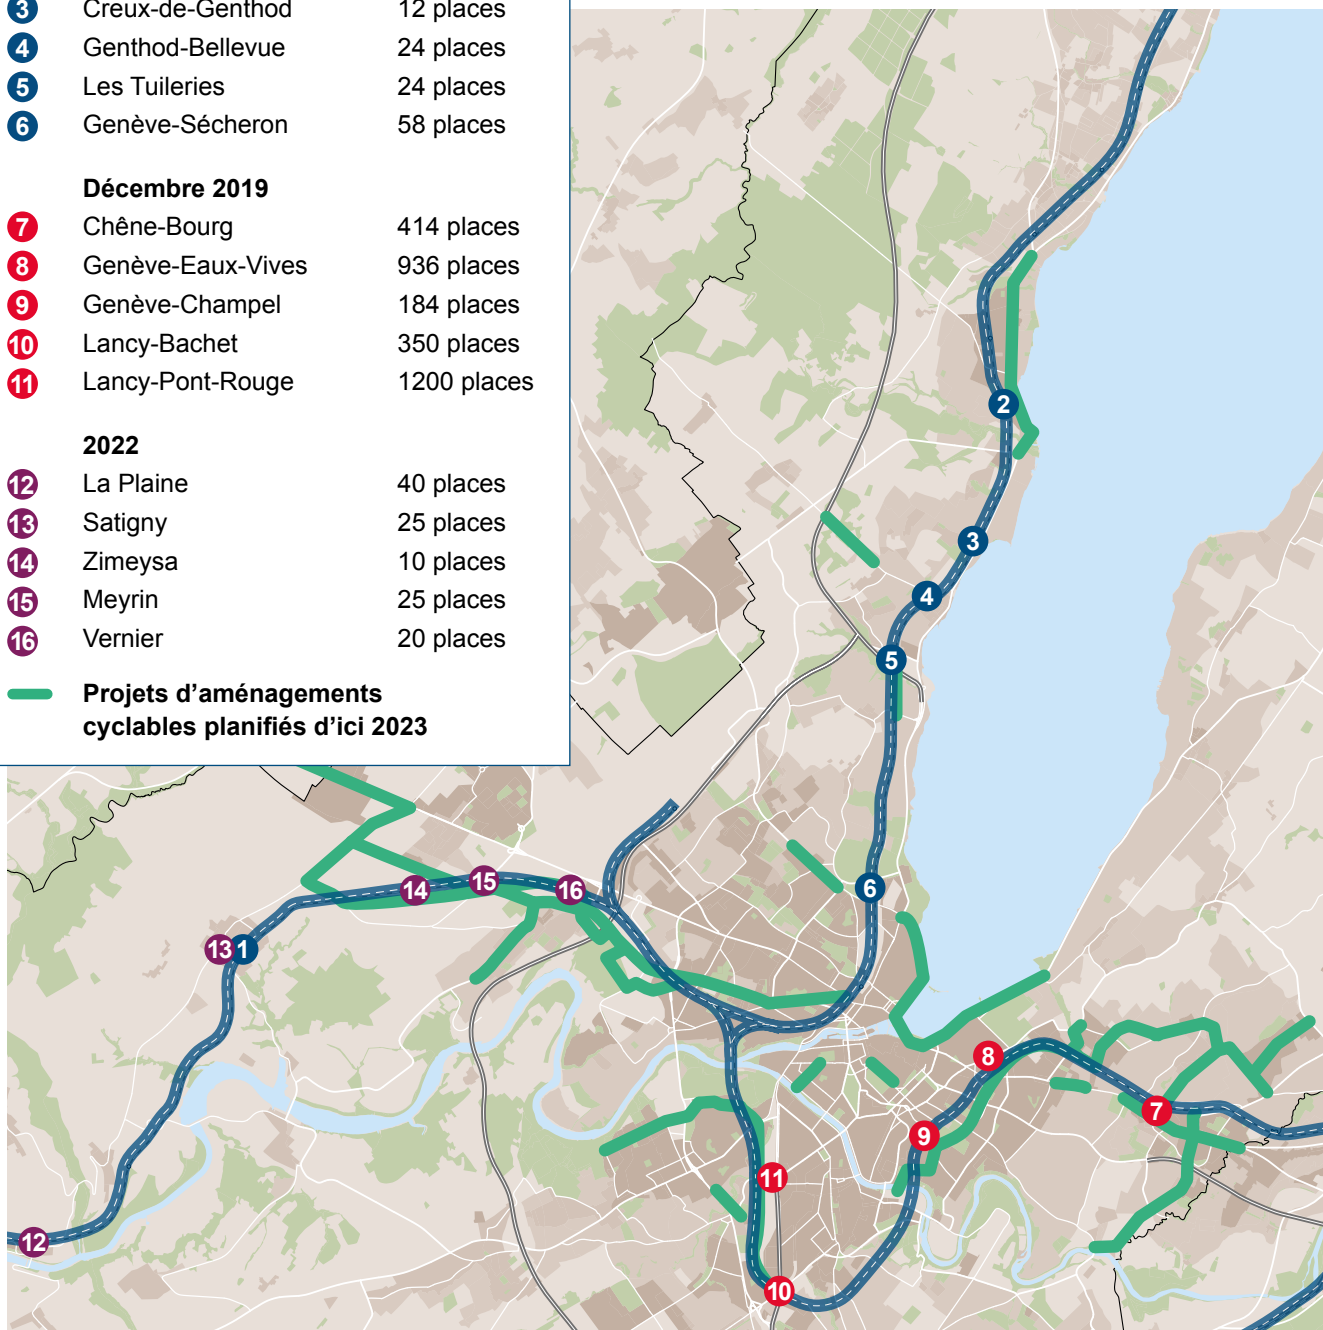 3 Creux-de-Genthod 12 places
4 Genthod-Bellevue 24 places
5 Les Tuileries 24 places
6 Genève-Sécheron 58 places
Décembre 2019
7 Chêne-Bourg 414 places
8 Genève-Eaux-Vives 936 places
9 Genève-Champel 184 places
10 Lancy-Bachet 350 places
11 Lancy-Pont-Rouge 1200 places
2022
12 La Plaine 40 places
13 Satigny 25 places
14 Zimeysa 10 places
15 Meyrin 25 places
16 Vernier 20 places
Projets d’aménagements
cyclables planifiés d’ici 2023
2
3
4
5
6
14
15
16
13 1
8
7
9
11
12
10